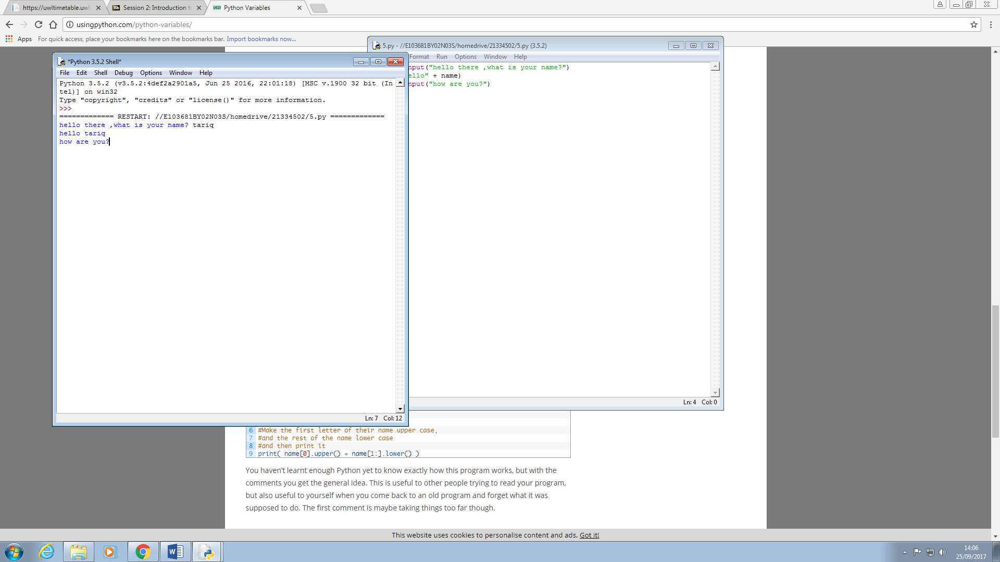 https://uwltimetable.uwl
Bb Session 2: Introduction to
USIN Python Variables
usingpython.com/python-variables/
Apps For quick access, place your bookmarks here on the bookmarks bar. Import bookmarks now...
5.py - //E103681BY02N03S/homedrive/21334502/5.py (3.5.2)
Format Run Options Window Help
nput("hello there ,what is your name?")
ello" + name)
nput("how are you?")
Ln: 4 Col: 0
*Python 3.5.2 Shell*
File Edit Shell Debug Options Window Help
Python 3.5.2 (v3.5.2:4def2a2901a5, Jun 25 2016, 22:01:18) [MSC v.1900 32 bit (In
tel)] on win32
Type "copyright", "credits" or "license()" for more information.
>>>
============= RESTART: //E103681BY02N03S/homedrive/21334502/5.py =============
hello there ,what is your name? tariq
hello tariq
how are you?
Ln: 7 Col: 12
6 #Make the first letter of their name upper case,
7 #and the rest of the name lower case
8 #and then print it
9 print( name[0].upper() + name[1:].lower() )
You haven't learnt enough Python yet to know exactly how this program works, but with the
comments you get the general idea. This is useful to other people trying to read your program,
but also useful to yourself when you come back to an old program and forget what it was
supposed to do. The first comment is maybe taking things too far though.
This website uses cookies to personalise content and ads. Got it!
14:06
25/09/2017